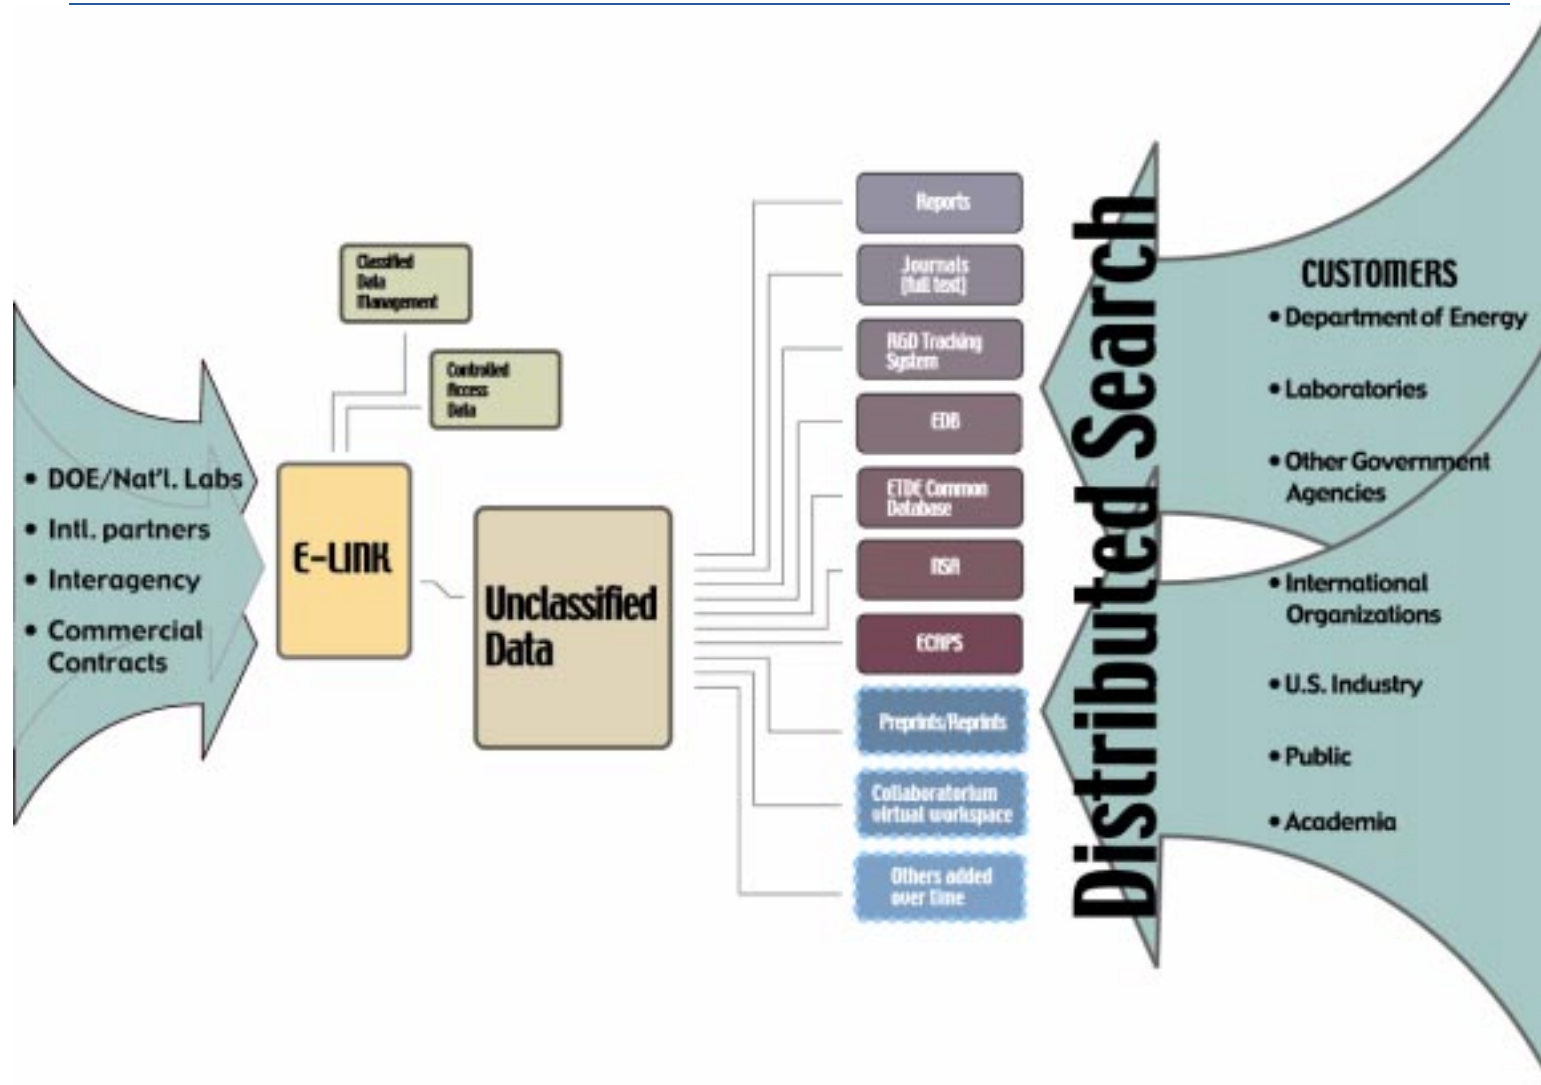 • DOE/Nat'l. Labs
• Intl. partners
• Interagency
• Commercial
Contracts
Classified
Data
Management
Controlled
Access
Data
E-LINK
Unclassified
Data
Reports
Journals
(full text)
R&D Tracking
System
EDB
ETDE Common
Database
NSA
ECAPS
Preprints/Reprints
Collaboratorium
virtual workspace
Others added
over time
Distributed Search
CUSTOMERS
• Department of Energy
• Laboratories
• Other Government
Agencies
• International
Organizations
• U.S. Industry
• Public
• Academia